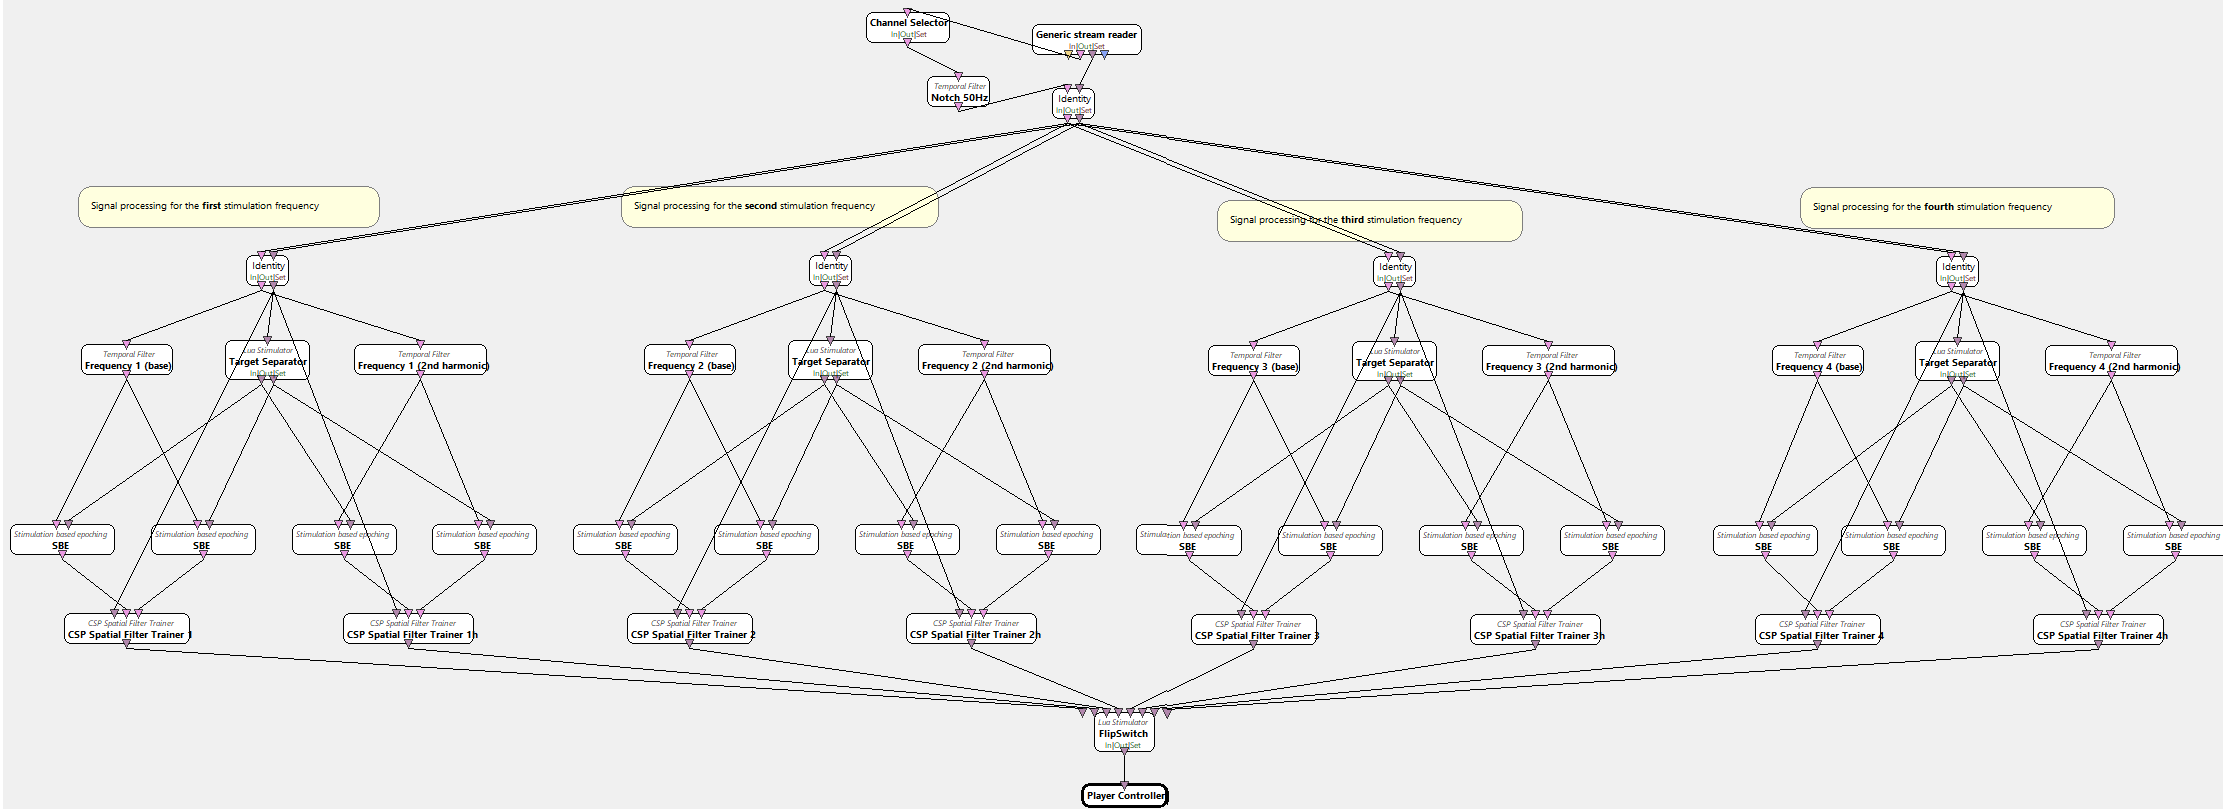 Channel Selector
In|Out|Set
Generic stream reader
In|Out|Set
Temporal Filter
Notch 50Hz
Identity
In|Out|Set
Signal processing for the first stimulation frequency
Signal processing for the second stimulation frequency
Signal processing for the third stimulation frequency
Signal processing for the fourth stimulation frequency
Identity
In|Out|Set
Identity
In|Out|Set
Identity
In|Out|Set
Identity
In|Out|Set
Temporal Filter
Frequency 1 (base)
Lua Stimulator
Target Separator
In|Out|Set
Temporal Filter
Frequency 1 (2nd harmonic)
Temporal Filter
Frequency 2 (base)
Lua Stimulator
Target Separator
In|Out|Set
Temporal Filter
Frequency 2 (2nd harmonic)
Temporal Filter
Frequency 3 (base)
Lua Stimulator
Target Separator
In|Out|Set
Temporal Filter
Frequency 3 (2nd harmonic)
Temporal Filter
Frequency 4 (base)
Lua Stimulator
Target Separator
In|Out|Set
Temporal Filter
Frequency 4 (2nd harmonic)
Stimulation based epoching
SBE
Stimulation based epoching
SBE
Stimulation based epoching
SBE
Stimulation based epoching
SBE
Stimulation based epoching
SBE
Stimulation based epoching
SBE
Stimulation based epoching
SBE
Stimulation based epoching
SBE
Stimulation based epoching
SBE
Stimulation based epoching
SBE
Stimulation based epoching
SBE
Stimulation based epoching
SBE
Stimulation based epoching
SBE
Stimulation based epoching
SBE
Stimulation based epoching
SBE
Stimulation based epoching
SBE
CSP Spatial Filter Trainer
CSP Spatial Filter Trainer 1
CSP Spatial Filter Trainer
CSP Spatial Filter Trainer 1h
CSP Spatial Filter Trainer
CSP Spatial Filter Trainer 2
CSP Spatial Filter Trainer
CSP Spatial Filter Trainer 2h
CSP Spatial Filter Trainer
CSP Spatial Filter Trainer 3
CSP Spatial Filter Trainer
CSP Spatial Filter Trainer 3h
CSP Spatial Filter Trainer
CSP Spatial Filter Trainer 4
CSP Spatial Filter Trainer
CSP Spatial Filter Trainer 4h
Lua Stimulator
FlipSwitch
In|Out|Set
Player Controller